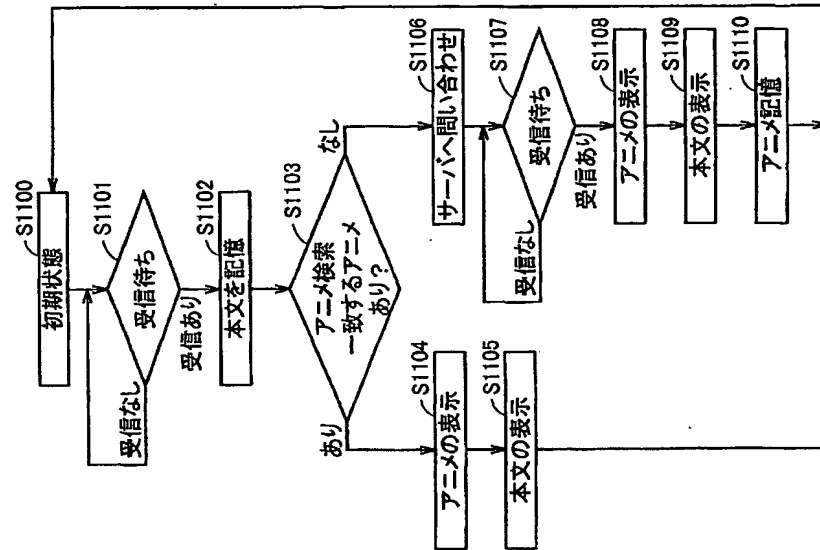 S1100
初期状態
S1101
受信待ち
受信なし
受信あり
S1102
本文を記憶
S1103
アニメ検索
一致するアニメ
あり?
あり
なし
S1104
アニメの表示
S1105
本文の表示
S1106
サーバへ問い合わせ
S1107
受信待ち
受信なし
受信あり
S1108
アニメの表示
S1109
本文の表示
S1110
アニメ記憶